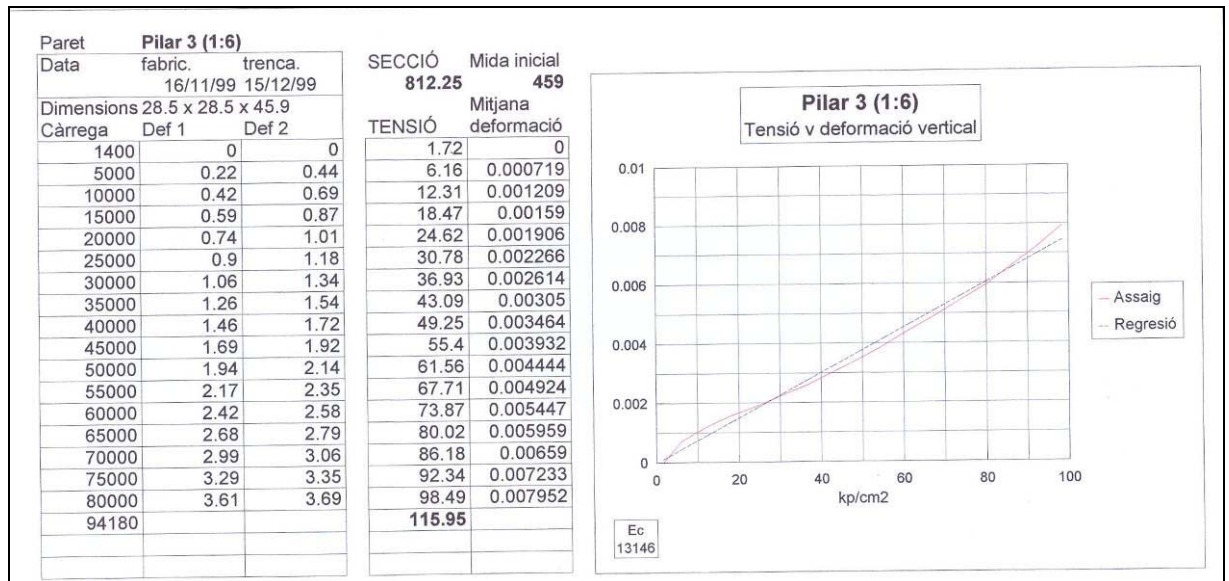 Paret Pilar 3 (1:6)
Data fabric. trenca.
16/11/99 15/12/99
Dimensions 28.5 x 28.5 x 45.9
Càrrega Def 1 Def 2
1400 0 0
5000 0.22 0.44
10000 0.42 0.69
15000 0.59 0.87
20000 0.74 1.01
25000 0.9 1.18
30000 1.06 1.34
35000 1.26 1.54
40000 1.46 1.72
45000 1.69 1.92
50000 1.94 2.14
55000 2.17 2.35
60000 2.42 2.58
65000 2.68 2.79
70000 2.99 3.06
75000 3.29 3.35
80000 3.61 3.69
94180
SECCIÓ Mida inicial
812.25 459
Mitjana
TENSIÓ deformació
1.72 0
6.16 0.000719
12.31 0.001209
18.47 0.00159
24.62 0.001906
30.78 0.002266
36.93 0.002614
43.09 0.00305
49.25 0.003464
55.4 0.003932
61.56 0.004444
67.71 0.004924
73.87 0.005447
80.02 0.005959
86.18 0.00659
92.34 0.007233
98.49 0.007952
115.95
Pilar 3 (1:6)
Tensió v deformació vertical
0.01
0.008
0.006
0.004
0.002
0
0 20 40 60 80 100
kp/cm2
Assaig
Regresió
Ec
13146